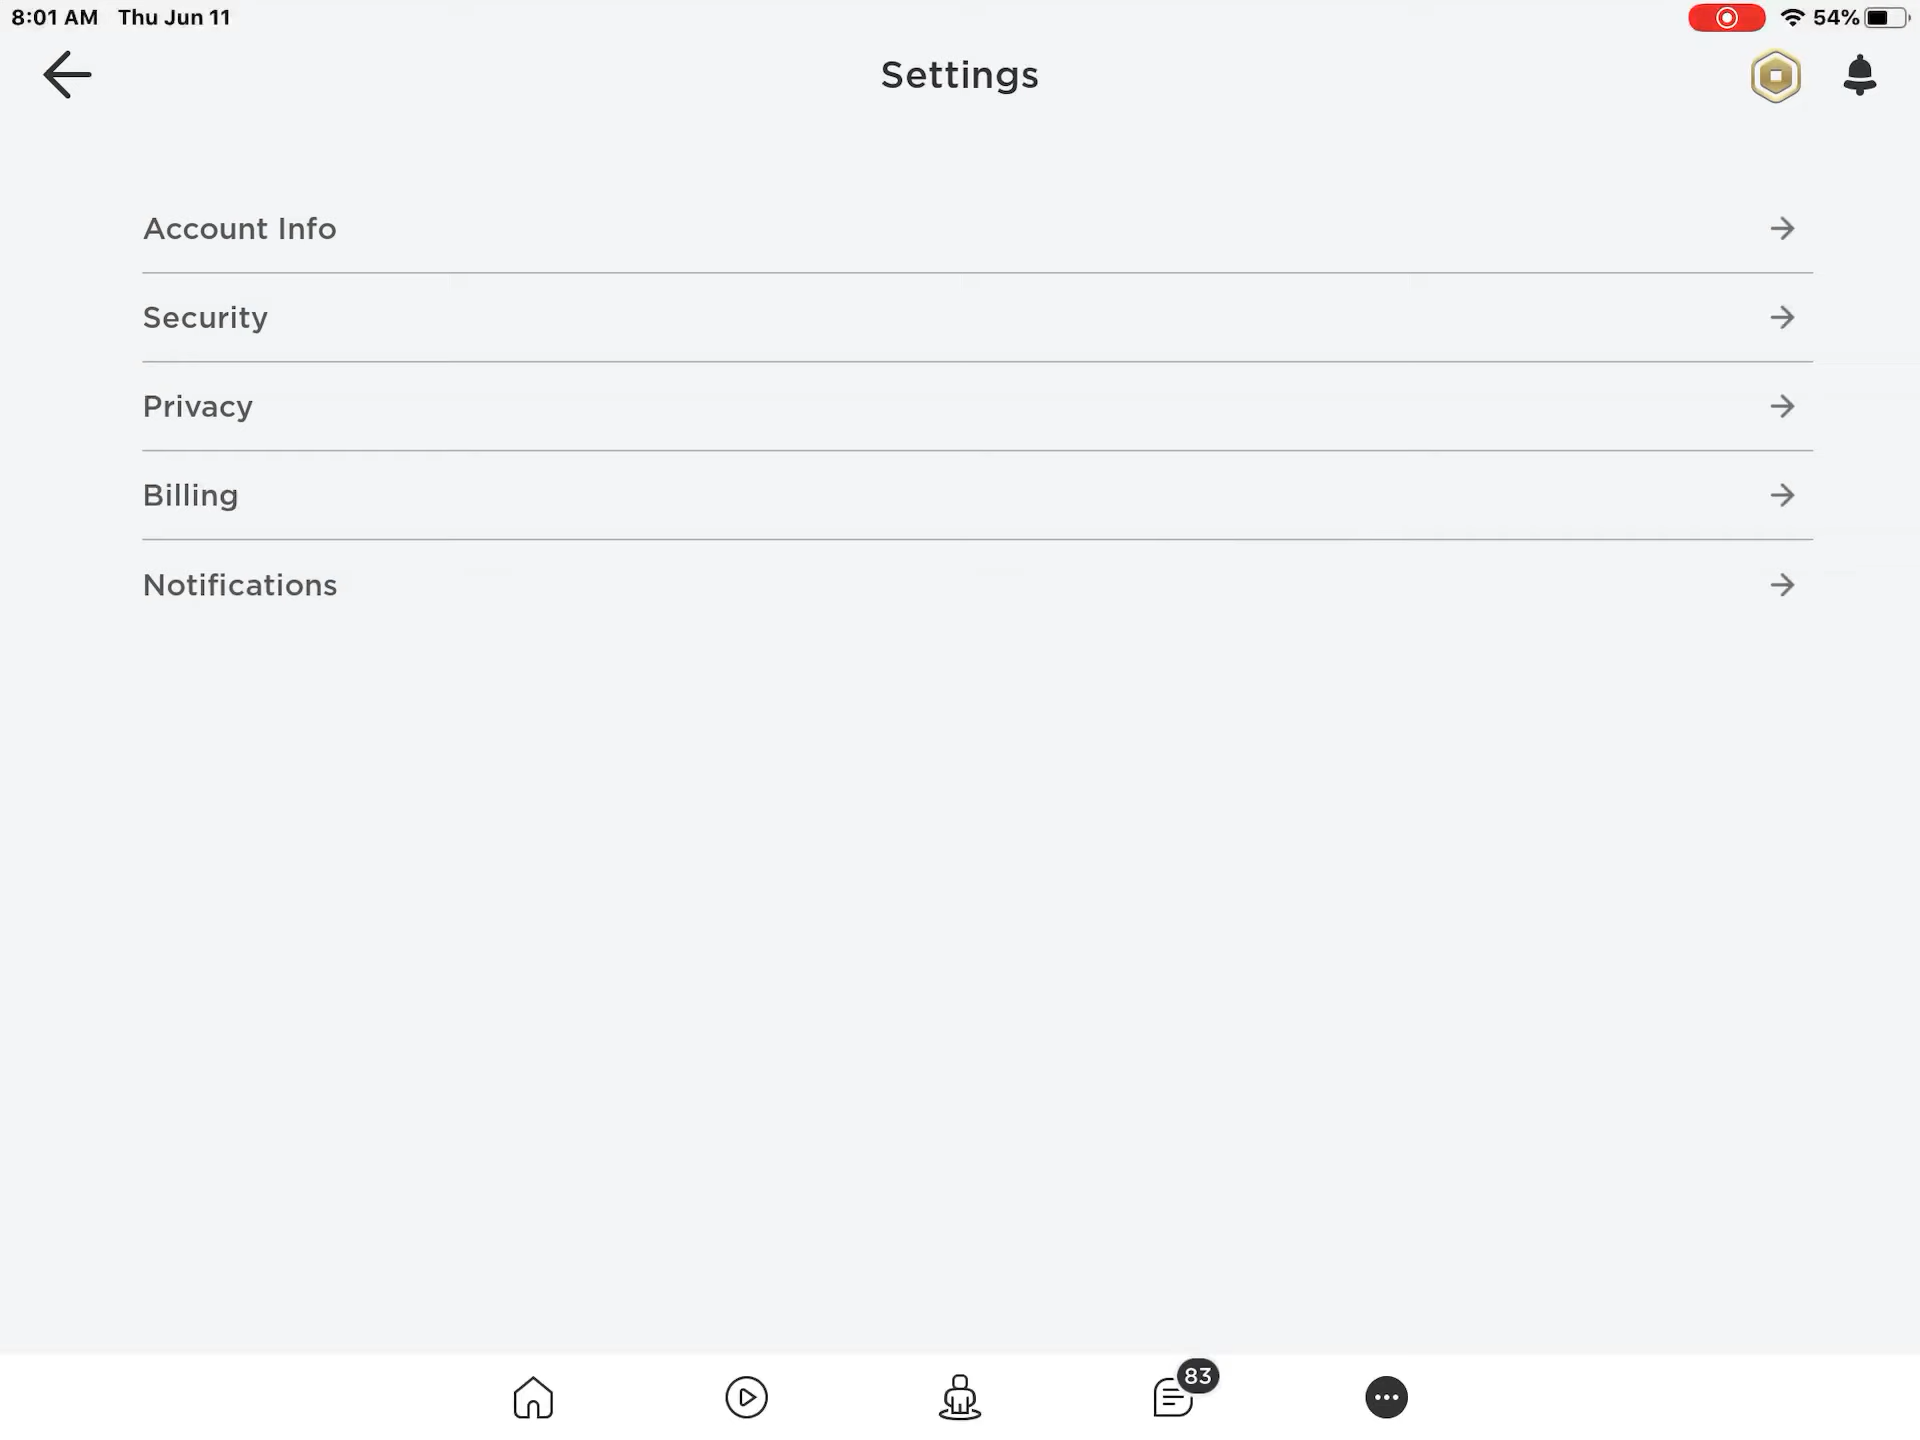 8:01 AM Thu Jun 11
54%
Settings
Account Info
Security
Privacy
Billing
Notifications
83